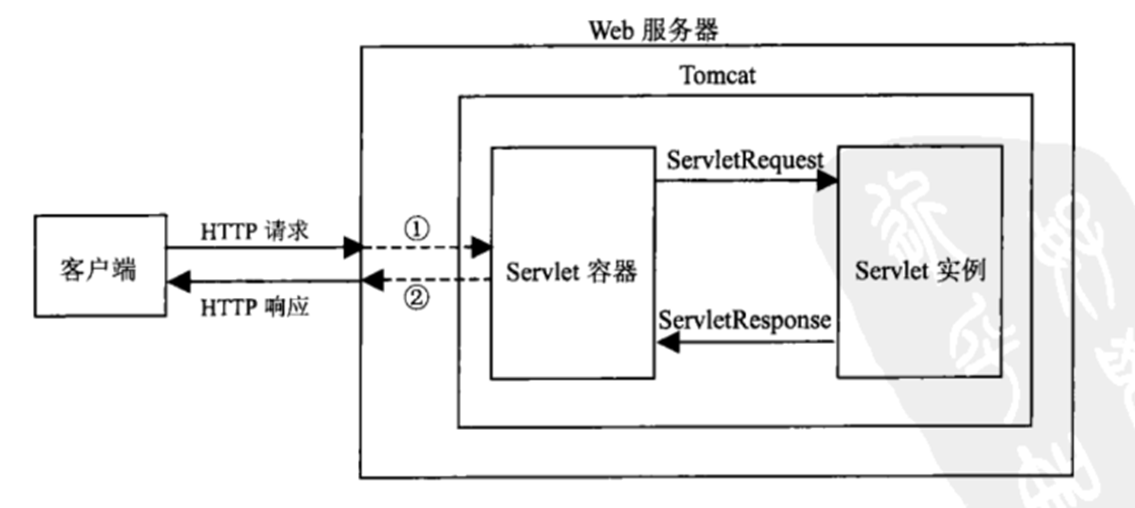 Web 服务器
Tomcat
ServletRequest
HTTP 请求
①
客户端
Servlet 容器
Servlet 实例
②
HTTP 响应
ServletResponse